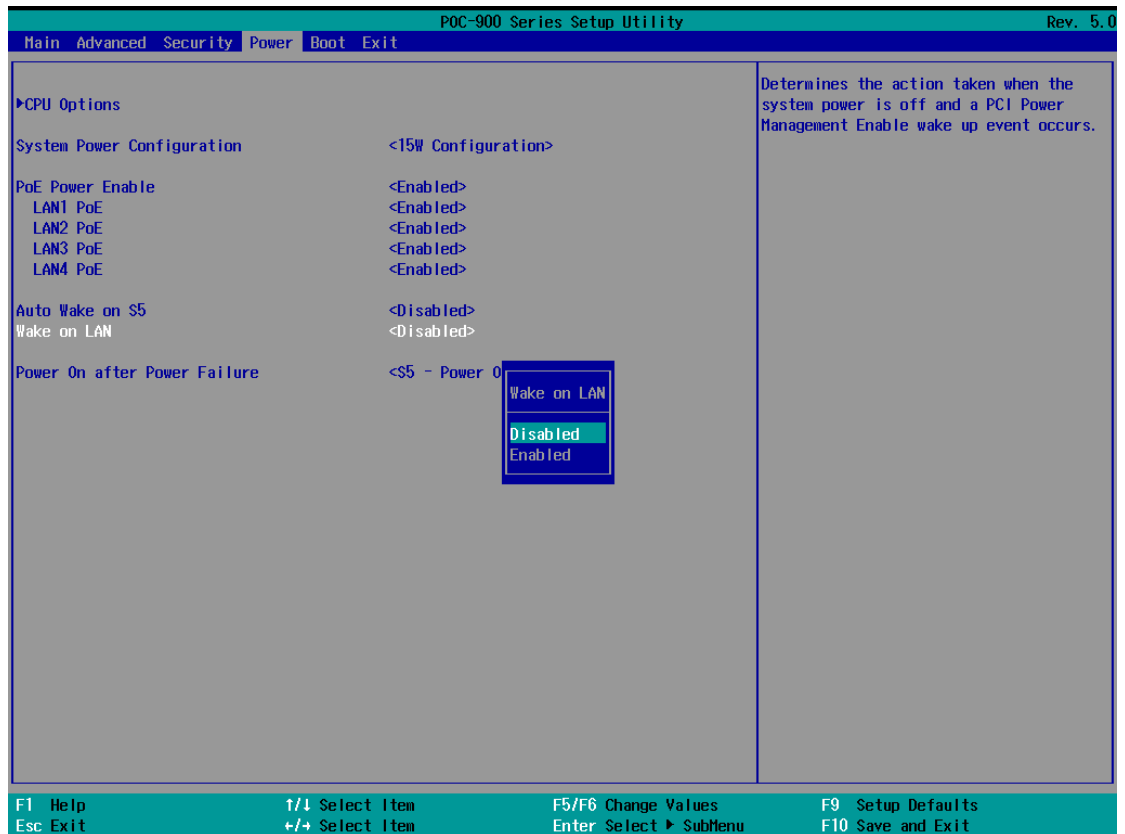 POC-900 Series Setup Utility Rev. 5.0
Main Advanced Security Power Boot Exit
▶CPU Options
System Power Configuration <15W Configuration>
PoE Power Enable <Enabled>
LAN1 PoE <Enabled>
LAN2 PoE <Enabled>
LAN3 PoE <Enabled>
LAN4 PoE <Enabled>
Auto Wake on S5 <Disabled>
Wake on LAN <Disabled>
Power On after Power Failure <S5 - Power O
Wake on LAN
Disabled
Enabled
Determines the action taken when the
system power is off and a PCI Power
Management Enable wake up event occurs.
F1 Help ↑/↓ Select Item F5/F6 Change Values F9 Setup Defaults
Esc Exit ←/→ Select Item Enter Select ▶ SubMenu F10 Save and Exit